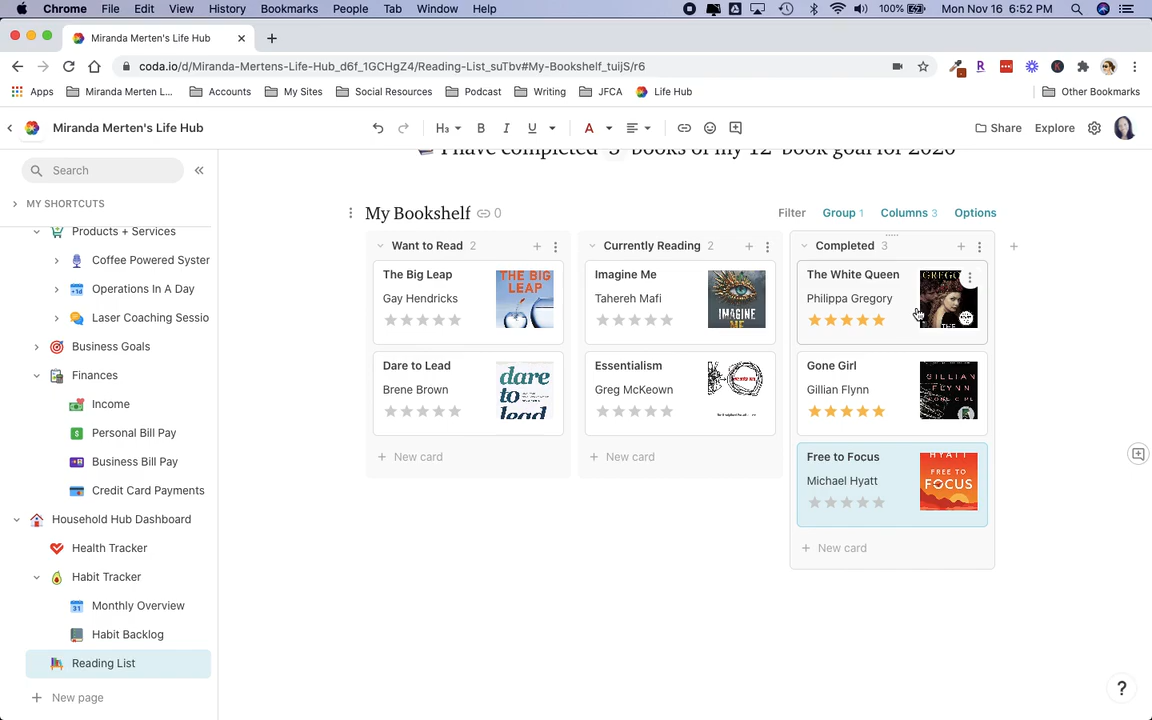 Chrome File Edit View History Bookmarks People Tab Window Help 100% Mon Nov 16 6:52 PM
Miranda Merten's Life Hub
coda.io/d/Miranda-Mertens-Life-Hub_d6f_1GCHgZ4/Reading-List_suTbv#My-Bookshelf_tuijS/r6
Apps Miranda Merten L... Accounts My Sites Social Resources Podcast Writing JFCA Life Hub Other Bookmarks
Miranda Merten's Life Hub H₃ B I U A Share Explore
Search
MY SHORTCUTS
Products + Services
Coffee Powered Syster
Operations In A Day
Laser Coaching Sessio
Business Goals
Finances
Income
Personal Bill Pay
Business Bill Pay
Credit Card Payments
Household Hub Dashboard
Health Tracker
Habit Tracker
Monthly Overview
Habit Backlog
Reading List
New page
I have completed 3 books of my 12 book goal for 2020
My Bookshelf 0 Filter Group 1 Columns 3 Options
Want to Read 2
The Big Leap
Gay Hendricks
THE BIG
LEAP
Dare to Lead
Brene Brown
dare
to
lead
New card
Currently Reading 2
Imagine Me
Tahereh Mafi
IMAGINE
ME
Essentialism
Greg McKeown
New card
Completed 3
The White Queen
Philippa Gregory
GREGO
THE
Gone Girl
Gillian Flynn
GILLIAN
FLYNN
Free to Focus
Michael Hyatt
HYATT
FREE TO
FOCUS
New card
?